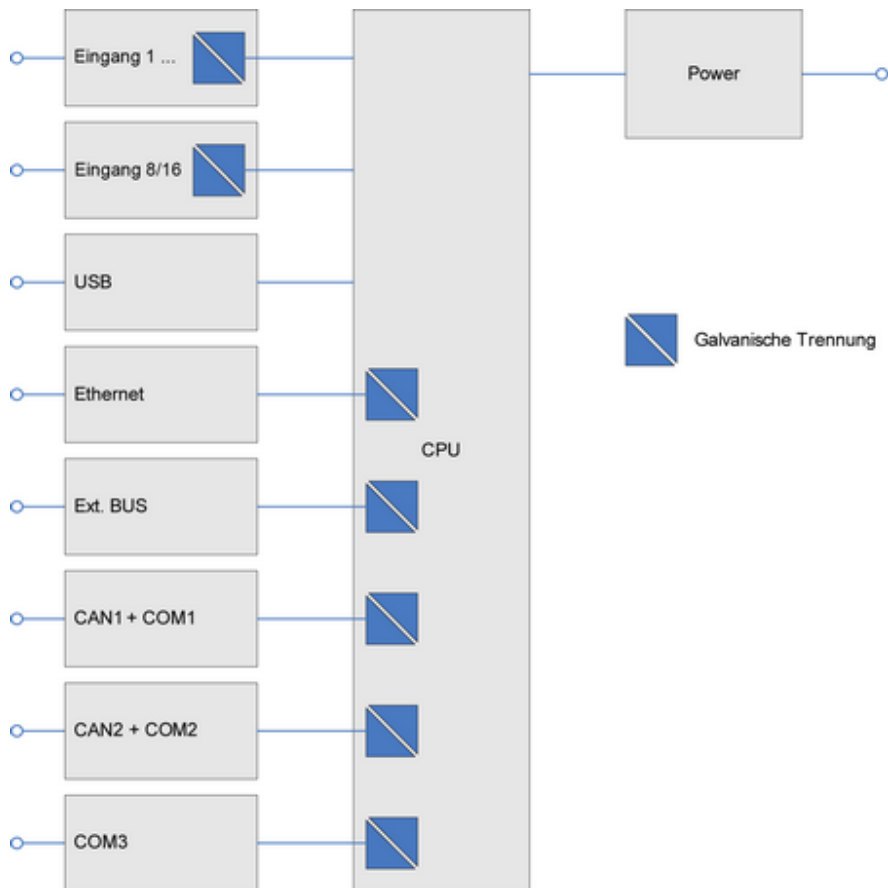 Eingang 1 ...
Power
Eingang 8/16
USB
Galvanische Trennung
Ethernet
CPU
Ext. BUS
CAN1 + COM1
CAN2 + COM2
COM3